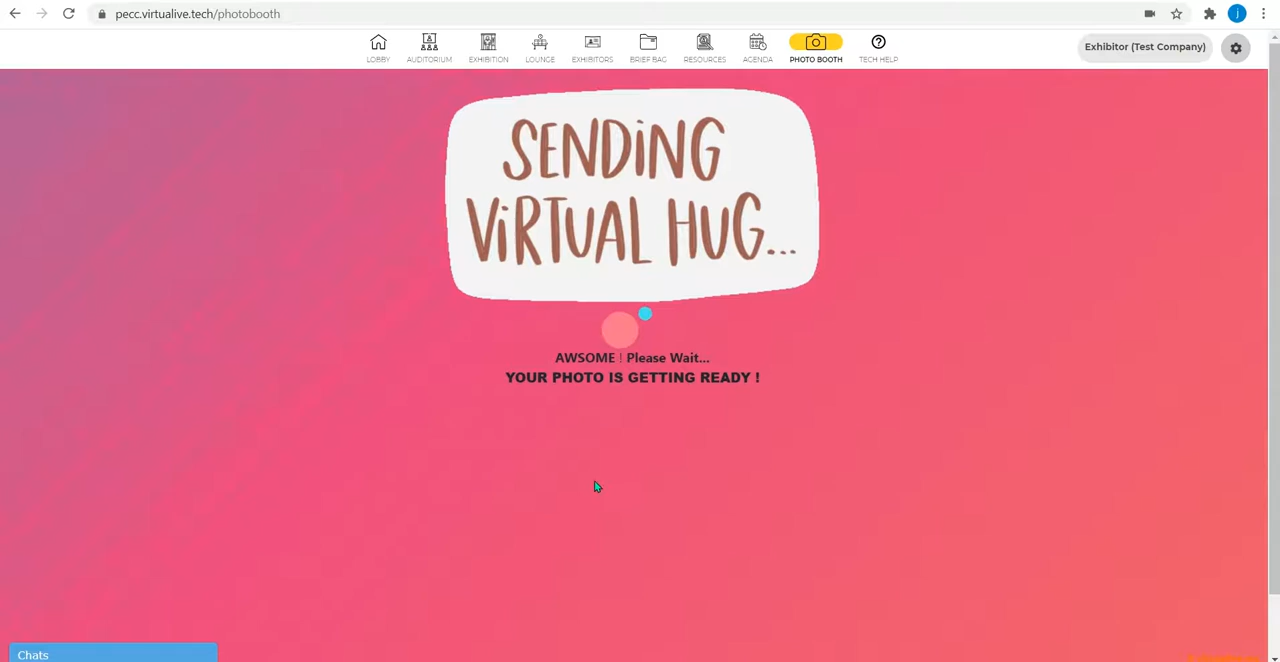 pecc.virtualive.tech/photobooth
j
LOBBY
AUDITORIUM
EXHIBITION
LOUNGE
EXHIBITORS
BRIEF BAG
RESOURCES
AGENDA
PHOTO BOOTH
TECH HELP
Exhibitor (Test Company)
SENDING
VIRTUAL HUG...
AWSOME ! Please Wait...
YOUR PHOTO IS GETTING READY !
Chats